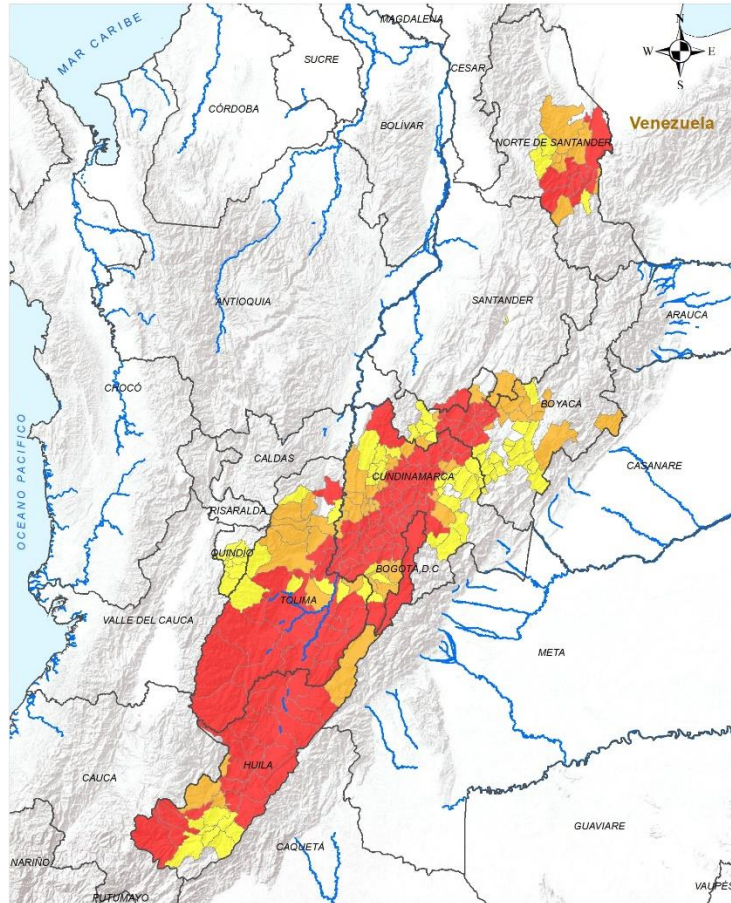 MAGDALENA
N
W E
S
MAR CARIBE
SUCRE
CESAR
CÓRDOBA
BOLÍVAR
Venezuela
NORTE DE SANTANDER
ANTIOQUIA
SANTANDER
ARAUCA
CHOCÓ
BOYACÁ
CALDAS
CUNDINAMARCA
CASANARE
OCEANO PACIFICO
RISARALDA
QUINDIO
BOGOTÁ, D.C
TOLIMA
VALLE DEL CAUCA
META
HUILA
CAUCA
GUAVIARE
NARIÑO
CAQUETÁ
PUTUMAYO
VAUPÉS